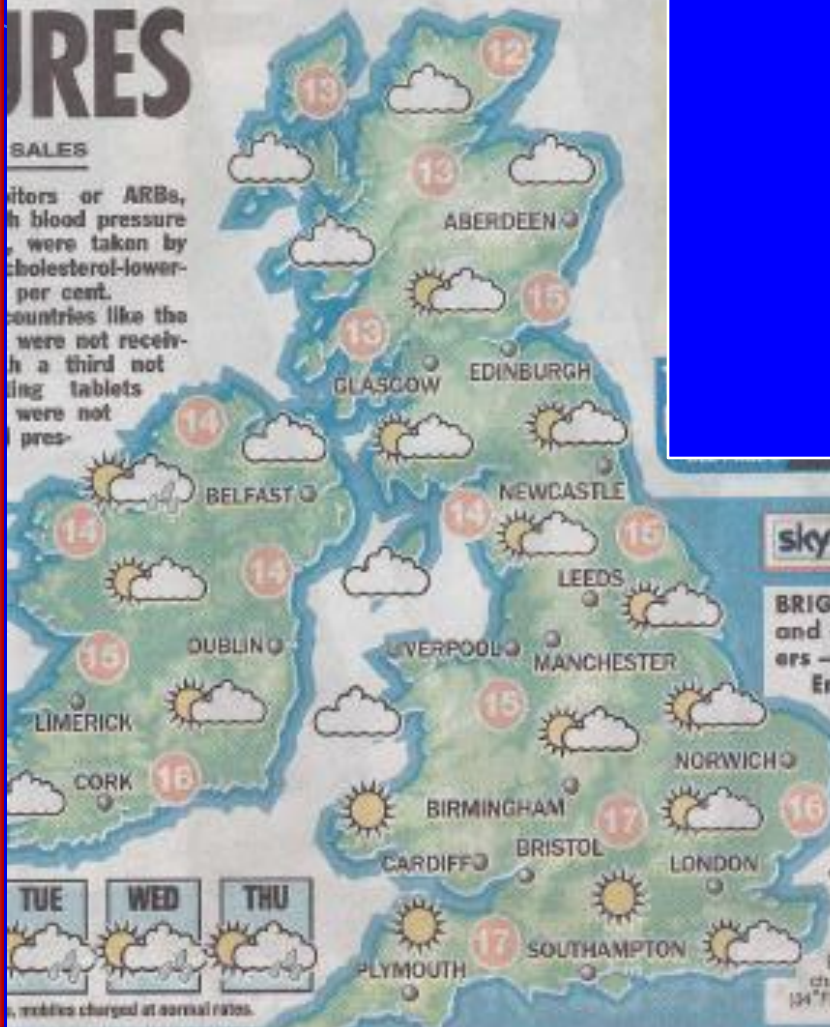 URES
SALES
itors or ARBs,
h blood pressure
, were taken by
cholesterol-lower-
per cent.
countries like the
were not receiv-
h a third not
ing tablets
were not
pres-
12
13
13
ABERDEEN
15
13
GLASGOW
EDINBURGH
14
BELFAST
NEWCASTLE
14
14
15
14
LEEDS
DUBLIN
LIVERPOOL
MANCHESTER
15
15
LIMERICK
NORWICH
CORK
16
BIRMINGHAM
17
16
CARDIFF
BRISTOL
LONDON
17
SOUTHAMPTON
PLYMOUTH
TUE
WED
THU
s, mobiles charged at normal rates.
sky
BRIG
and
ers –
En